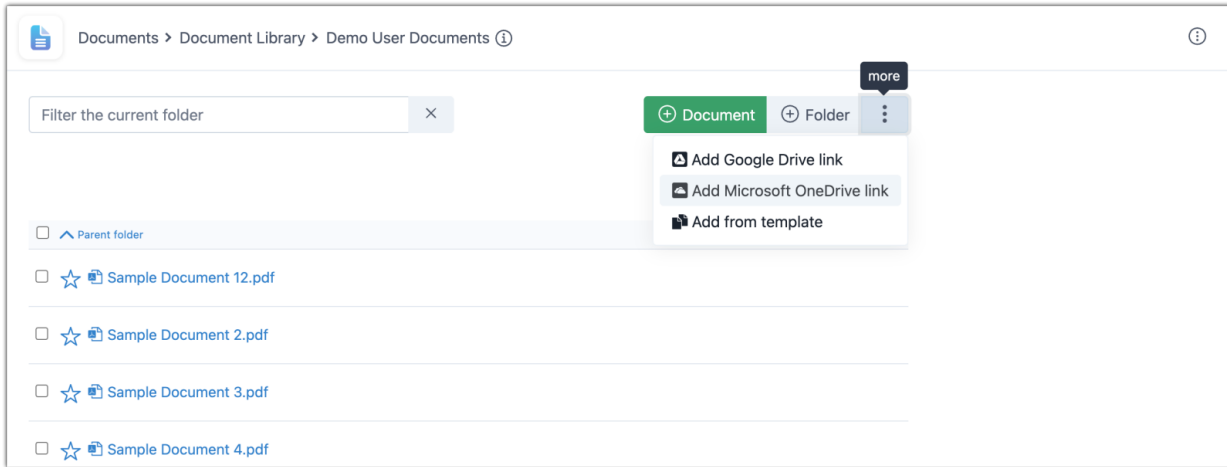 Documents > Document Library > Demo User Documents
more
Filter the current folder
Document
Folder
Add Google Drive link
Add Microsoft OneDrive link
Add from template
Parent folder
Sample Document 12.pdf
Sample Document 2.pdf
Sample Document 3.pdf
Sample Document 4.pdf